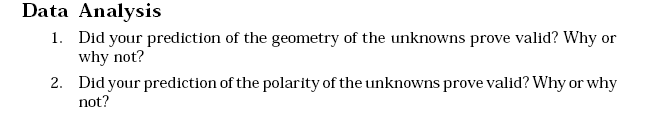 Data Analysis
1. Did your prediction of the geometry of the unknowns prove valid? Why or
why not?
2. Did your prediction of the polarity of the unknowns prove valid? Why or why
not?